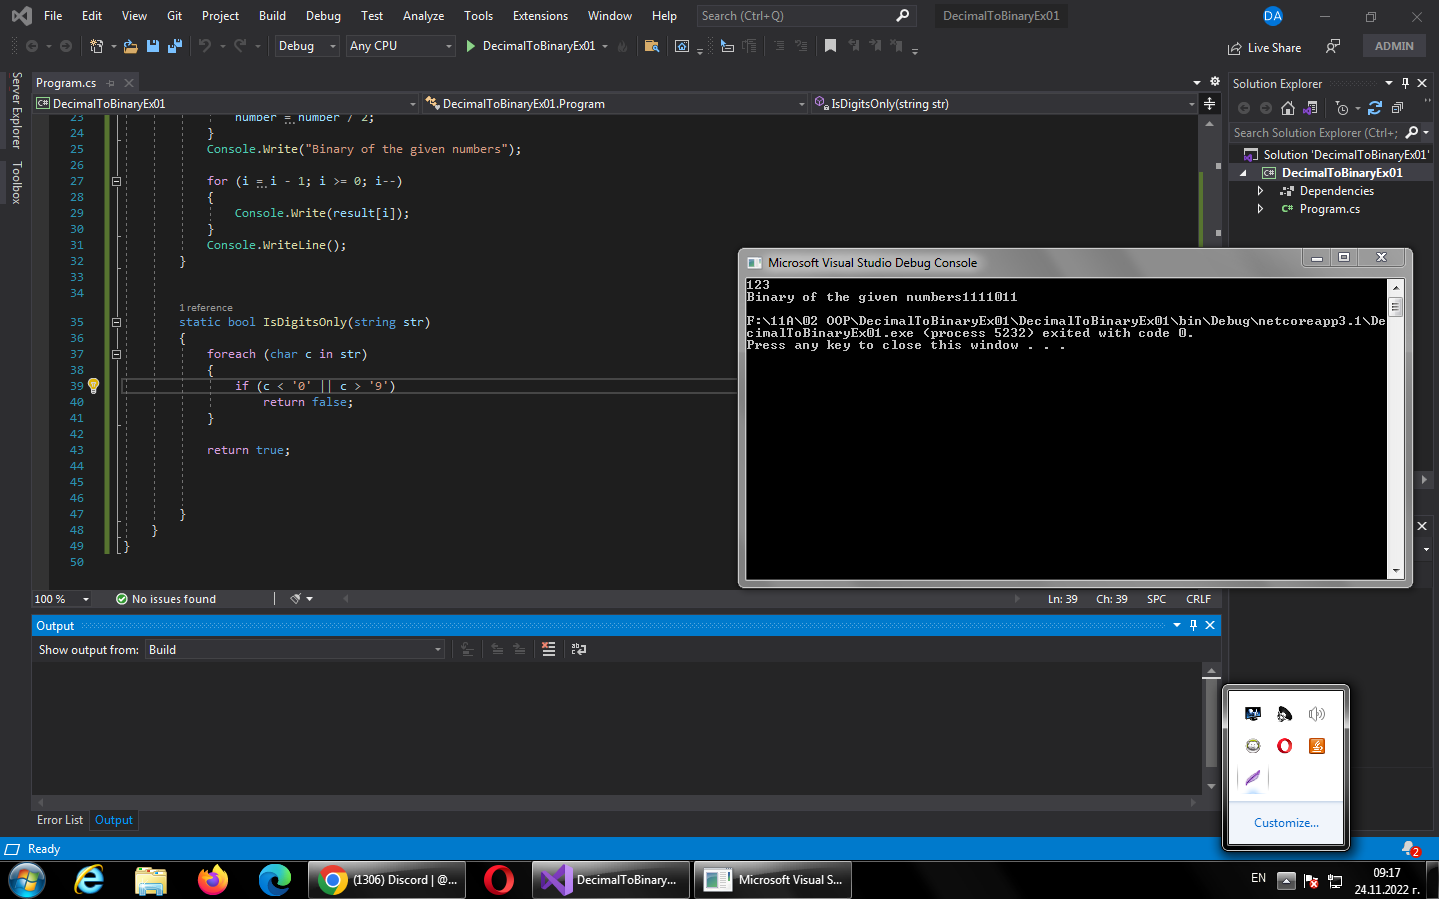 File Edit View Git Project Build Debug Test Analyze Tools Extensions Window Help Search (Ctrl+Q) DecimalToBinaryEx01 DA
Debug Any CPU DecimalToBinaryEx01 Live Share ADMIN
Server Explorer
Toolbox
Program.cs
DecimalToBinaryEx01 DecimalToBinaryEx01.Program IsDigitsOnly(string str)
23 number = number / 2;
24 }
25 Console.Write("Binary of the given numbers");
26
27 for (i = i - 1; i >= 0; i--)
28 {
29 Console.Write(result[i]);
30 }
31 Console.WriteLine();
32 }
33
34
1 reference
35 static bool IsDigitsOnly(string str)
36 {
37 foreach (char c in str)
38 {
39 if (c < '0' || c > '9')
40 return false;
41 }
42
43 return true;
44
45
46
47 }
48 }
49 }
50
100 % No issues found Ln: 39 Ch: 39 SPC CRLF
Solution Explorer
Search Solution Explorer (Ctrl+;
Solution 'DecimalToBinaryEx01'
C# DecimalToBinaryEx01
Dependencies
C# Program.cs
Microsoft Visual Studio Debug Console
123
Binary of the given numbers1111011
F:\11A\02 OOP\DecimalToBinaryEx01\DecimalToBinaryEx01\bin\Debug\netcoreapp3.1\De
cimalToBinaryEx01.exe (process 5232) exited with code 0.
Press any key to close this window . . .
Output
Show output from: Build
Error List Output
Customize...
Ready 2
(1306) Discord | @... DecimalToBinary... Microsoft Visual S... EN 09:17
24.11.2022 г.